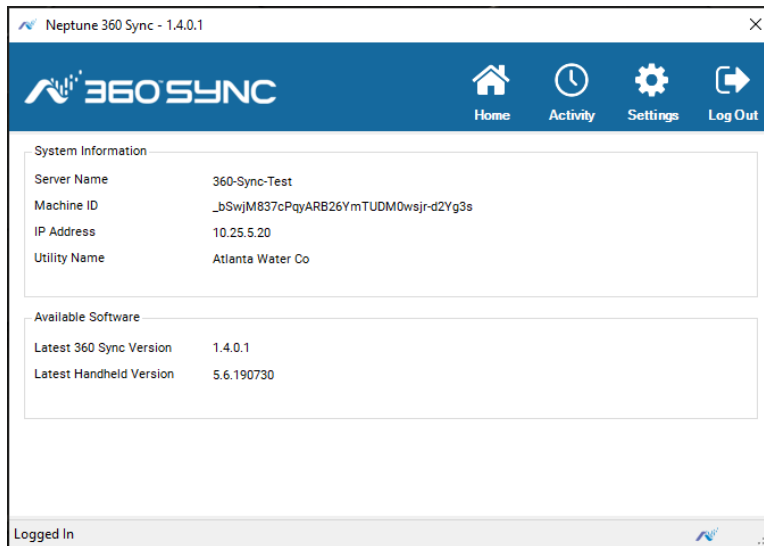 Neptune 360 Sync - 1.4.0.1
360 SYNC
Home Activity Settings Log Out
System Information
Server Name 360-Sync-Test
Machine ID _bSwjM837cPqyARB26YmTUDM0wsjr-d2Yg3s
IP Address 10.25.5.20
Utility Name Atlanta Water Co
Available Software
Latest 360 Sync Version 1.4.0.1
Latest Handheld Version 5.6.190730
Logged In